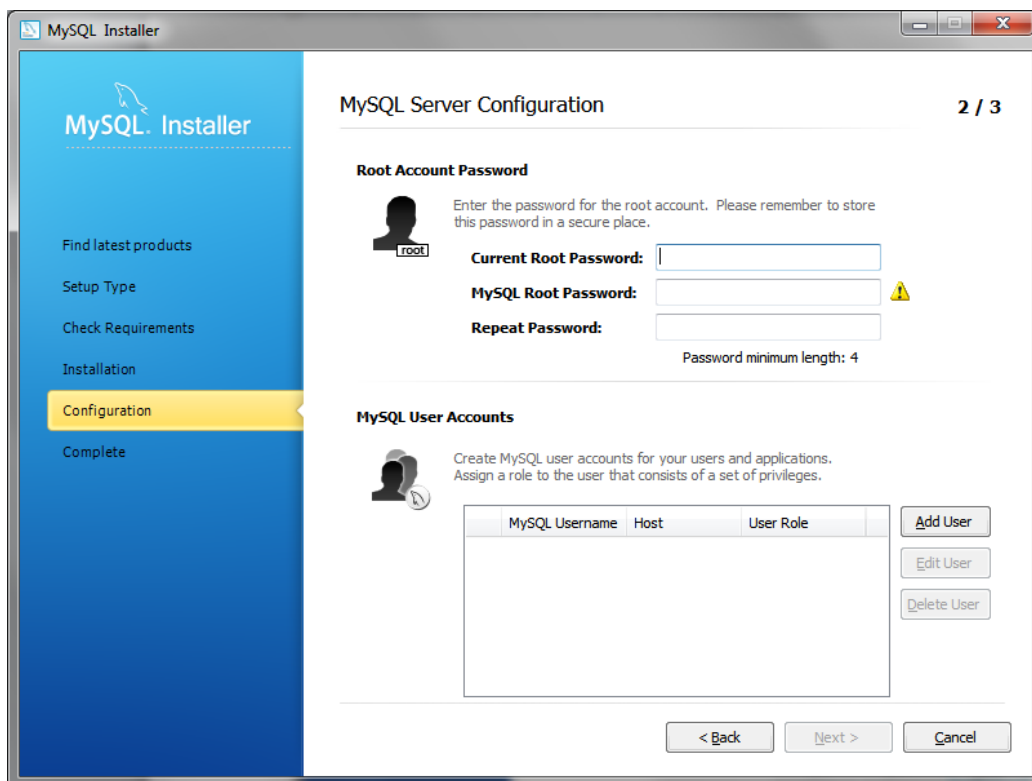 MySQL Installer
MySQL. Installer
Find latest products
Setup Type
Check Requirements
Installation
Configuration
Complete
MySQL Server Configuration
2 / 3
Root Account Password
root
Enter the password for the root account. Please remember to store
this password in a secure place.
Current Root Password:
MySQL Root Password:
Repeat Password:
Password minimum length: 4
MySQL User Accounts
Create MySQL user accounts for your users and applications.
Assign a role to the user that consists of a set of privileges.
MySQL Username Host User Role
Add User
Edit User
Delete User
< Back Next > Cancel